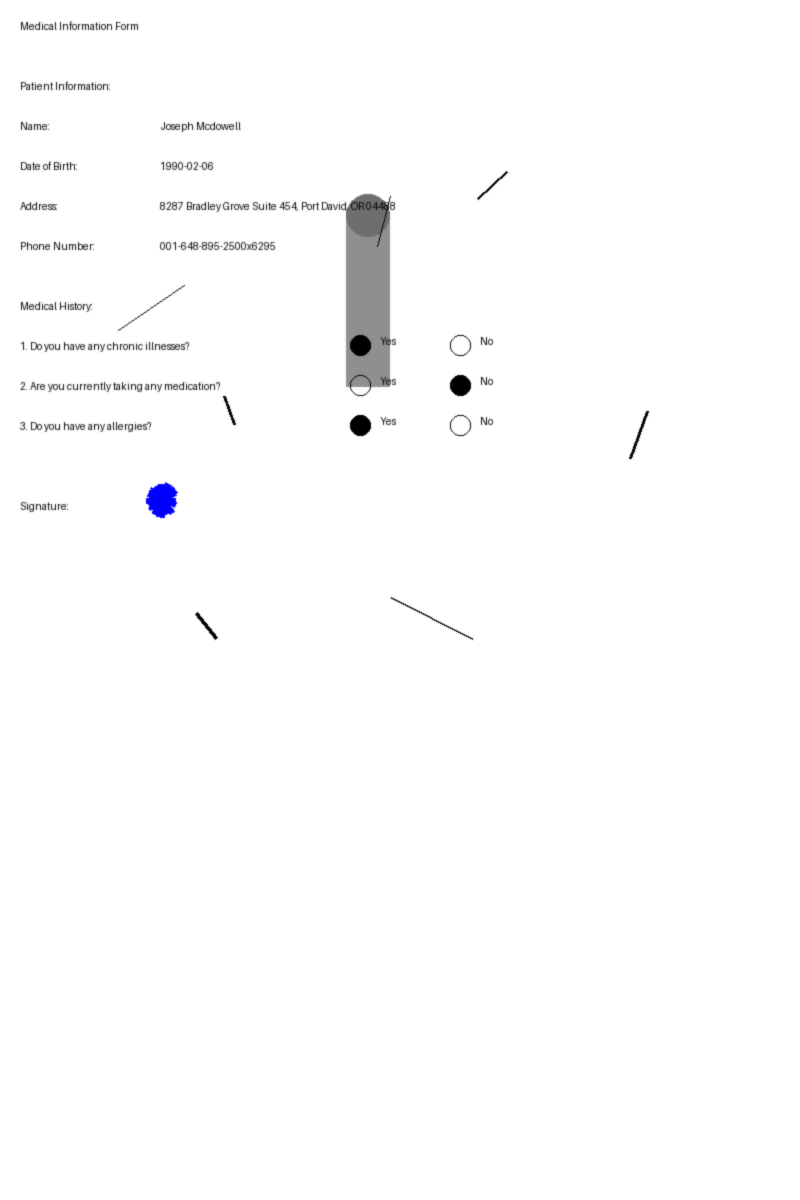 Medical Information Form
Patient Information:
Name: Joseph Mcdowell
Date of Birth: 1990-02-06
Address: 8287 Bradley Grove Suite 454, Port David, OR 04488
Phone Number: 001-648-895-2500x6295
Medical History:
1. Do you have any chronic illnesses? Yes No
2. Are you currently taking any medication? Yes No
3. Do you have any allergies? Yes No
Signature: